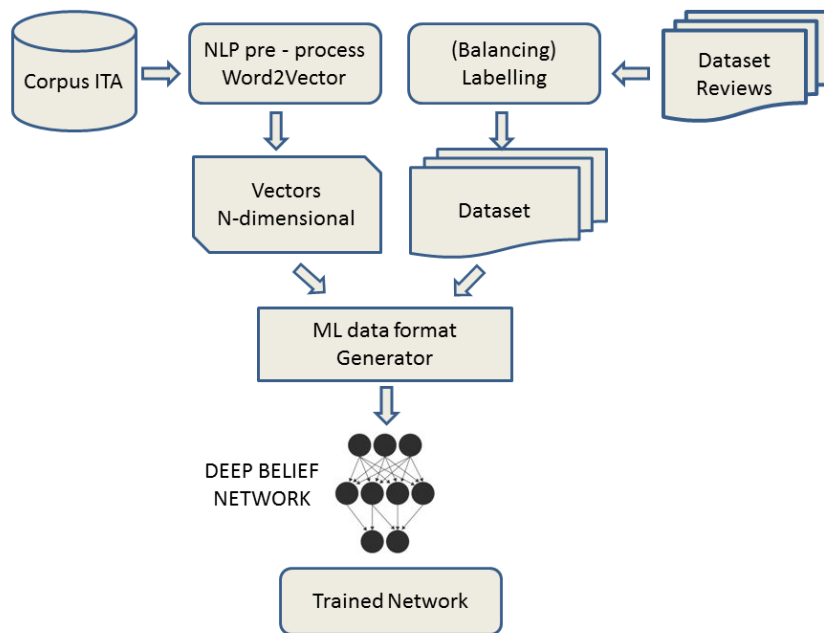 Corpus ITA
NLP pre - process
Word2Vector
(Balancing)
Labelling
Dataset
Reviews
Vectors
N-dimensional
Dataset
ML data format
Generator
DEEP BELIEF
NETWORK
Trained Network